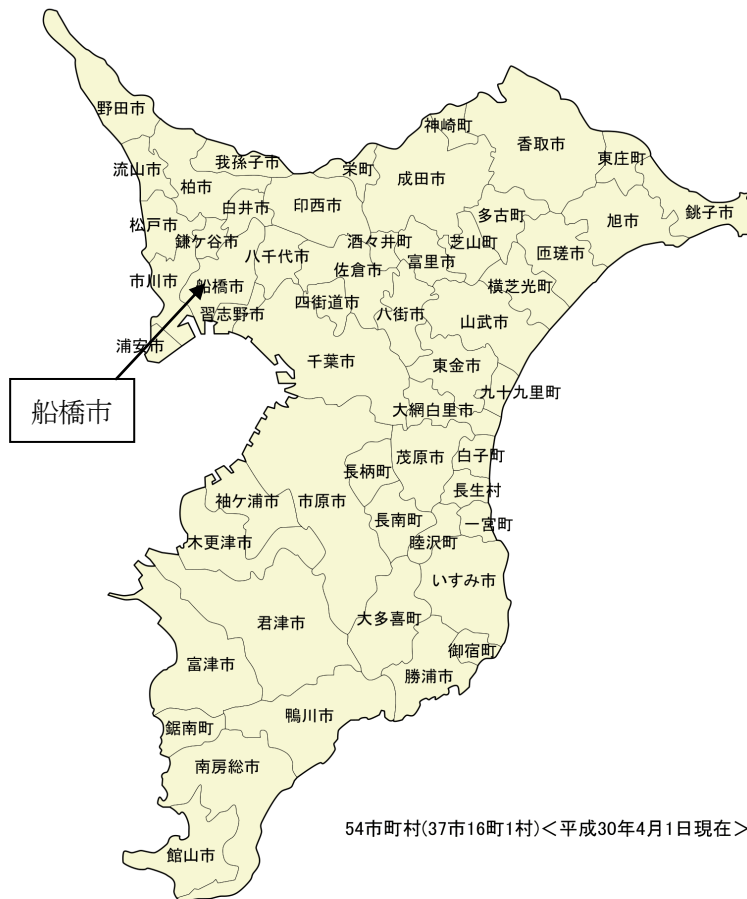 野田市
神崎町
香取市
東庄町
流山市
我孫子市
栄町
成田市
柏市
白井市
印西市
多古町
旭市
銚子市
松戸市
鎌ケ谷市
酒々井町
芝山町
匝瑳市
八千代市
佐倉市
富里市
市川市
船橋市
横芝光町
四街道市
八街市
習志野市
山武市
浦安市
千葉市
東金市
九十九里町
船橋市
大網白里市
茂原市
白子町
長柄町
長生村
袖ケ浦市
市原市
長南町
一宮町
木更津市
睦沢町
いすみ市
君津市
大多喜町
御宿町
富津市
勝浦市
鴨川市
鋸南町
南房総市
54市町村(37市16町1村)<平成30年4月1日現在>
館山市